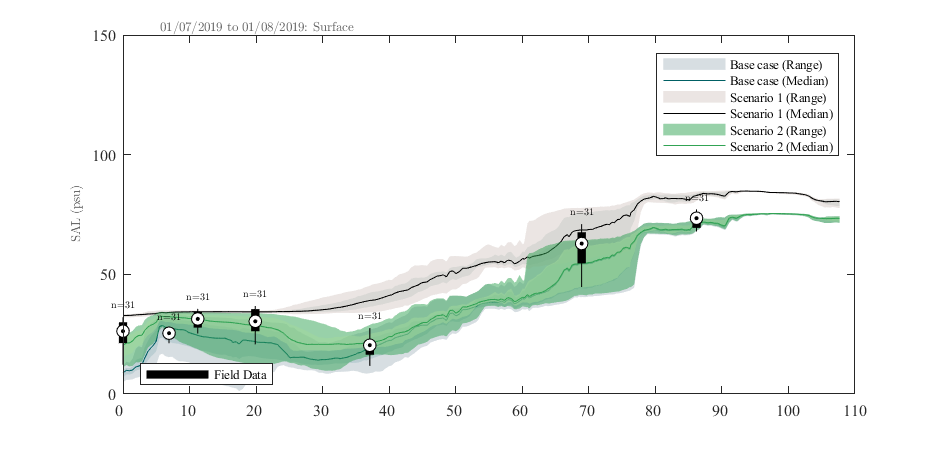 01/07/2019 to 01/08/2019: Surface
150
100
50
0
SAL (psu)
Base case (Range)
Base case (Median)
Scenario 1 (Range)
Scenario 1 (Median)
Scenario 2 (Range)
Scenario 2 (Median)
n=31
n=31
n=31
n=31
n=31
n=31
n=31
Field Data
0 10 20 30 40 50 60 70 80 90 100 110